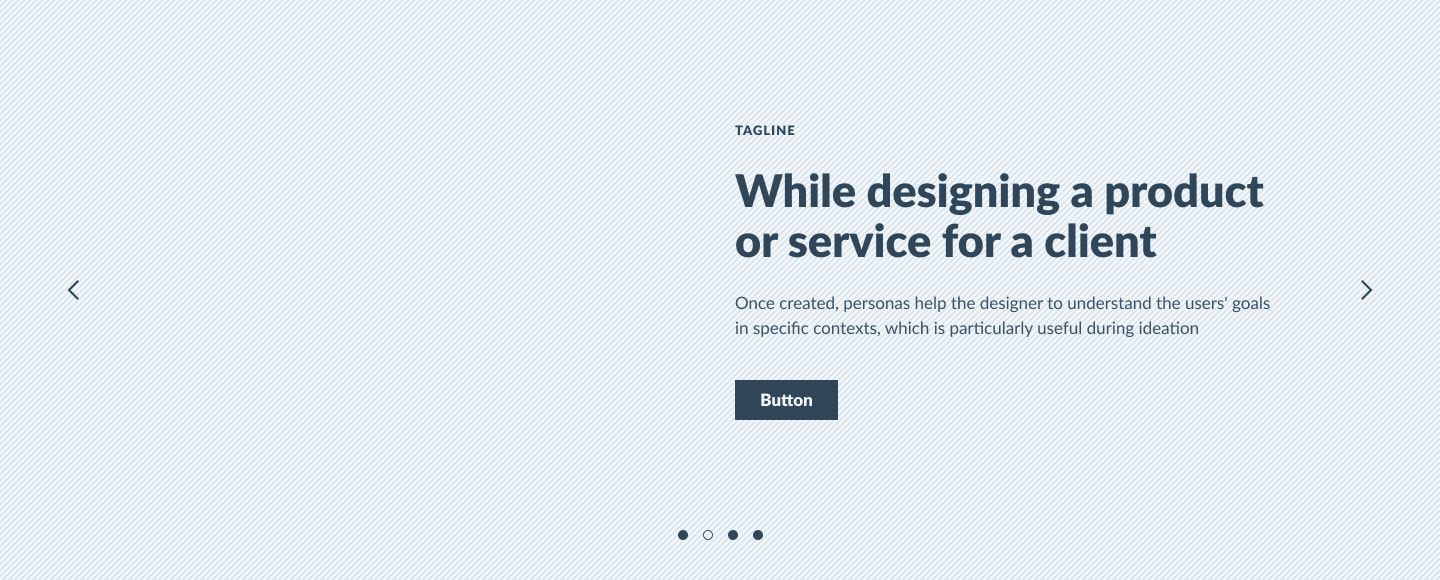 TAGLINE
While designing a product
or service for a client
Once created, personas help the designer to understand the users' goals
in specific contexts, which is particularly useful during ideation
Button